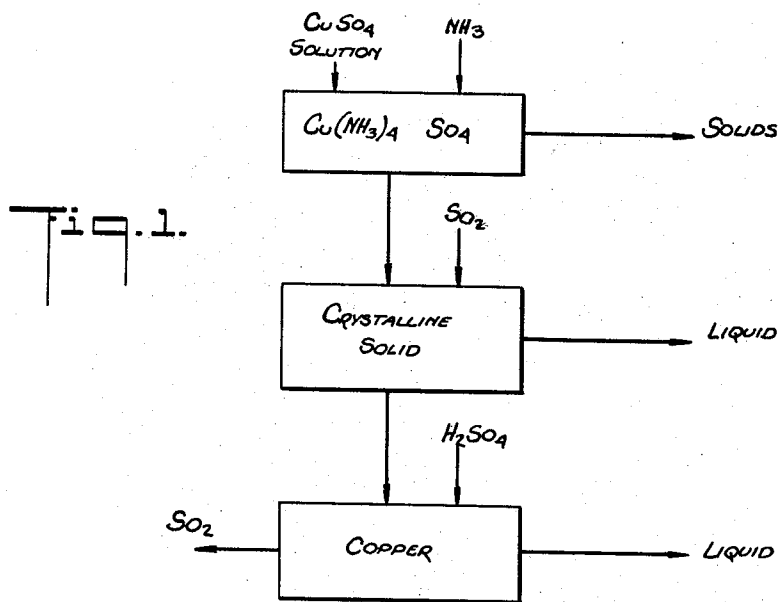 CuSO4
SOLUTION
NH3
Cu(NH3)4 SO4
SOLIDS
Fig. 1.
SO2
CRYSTALLINE
SOLID
LIQUID
H2SO4
SO2
COPPER
LIQUID